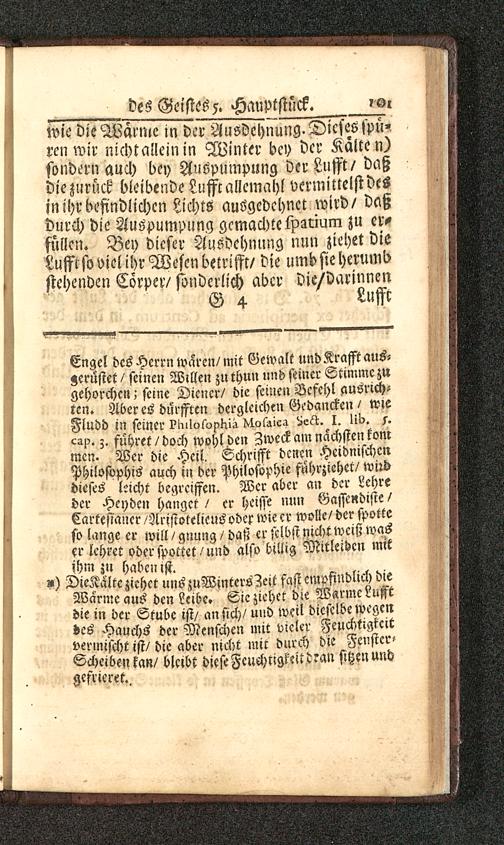 des Geistes 5. Hauptstück. 101
wie die Wärme in der Ausdehnung. Dieses spü-
ren wir nicht allein in Winter bey der Kälte n)
sondern auch bey Auspumpung der Lufft / daß
die zurück bleibende Lufft allemahl vermittelst des
in ihr befindlichen Lichts ausgedehnet wird / daß
durch die Auspumpung gemachte spatium zu er-
füllen. Bey dieser Ausdehnung nun ziehet die
Lufft so viel ihr Wesen betrifft / die umb sie herumb
stehenden Cörper / sonderlich aber die / darinnen
G 4 Lufft
Engel des Herrn wären / mit Gewalt und Krafft aus-
gerüstet / seinen Willen zu thun und seiner Stimme zu
gehorchen ; seine Diener / die seinen Befehl ausrich-
ten. Aber es dürfften dergleichen Gedancken / wie
Fludd in seiner Philosophia Mosaica Sect. I. lib. 5.
cap. 3. führet / doch wohl den Zweck am nächsten kom
men. Wer die Heil. Schrifft denen Heidnischen
Philosophis auch in der Philosophie führziehet / wird
dieses leicht begreiffen. Wer aber an der Lehre
der Heyden hanget / er heisse nun Gassendiste /
Cartesianer / Aristotelicus oder wie er wolle / der spotte
so lange er will / gnung / daß er selbst nicht weiß was
er lehret oder spottet / und also billig Mitleiden mit
ihm zu haben ist.
n) Die Kälte ziehet uns zu Winters Zeit fast empfindlich die
Wärme aus den Leibe. Sie ziehet die Warme Lufft
die in der Stube ist / an sich / und weil dieselbe wegen
des Hauchs der Menschen mit vieler Feuchtigkeit
vermischt ist / die aber nicht mit durch die Fenster-
Scheiben kan / bleibt diese Feuchtigkeit dran sitzen und
gefrieret.